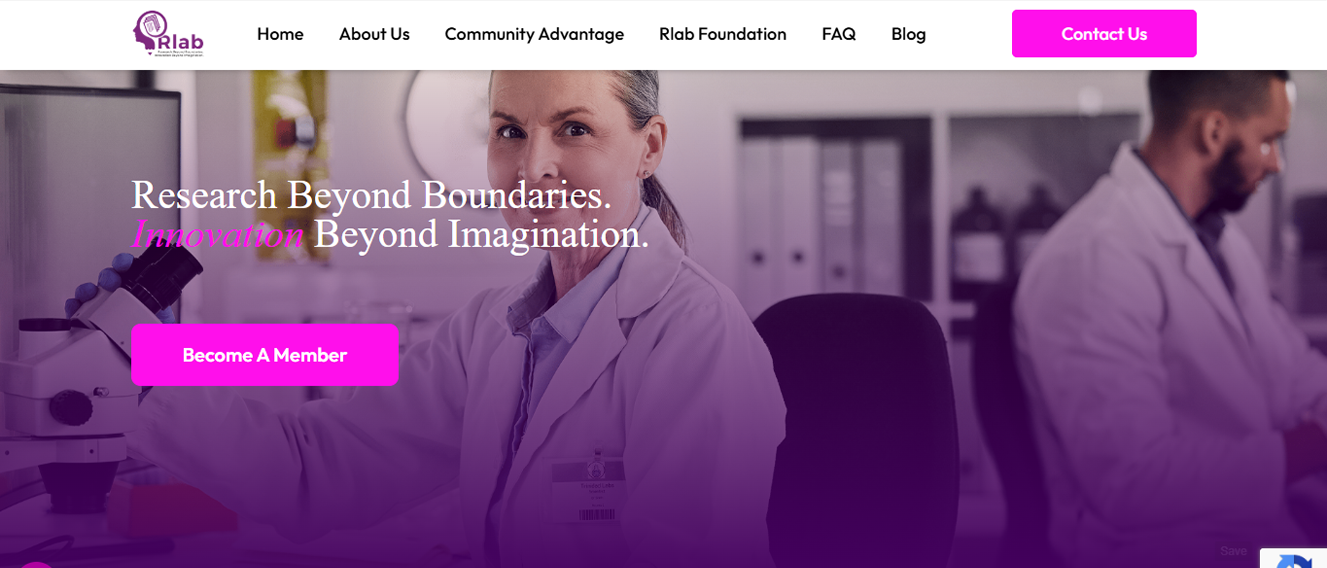 Rlab
Home
About Us
Community Advantage
Rlab Foundation
FAQ
Blog
Contact Us
Research Beyond Boundaries.
Innovation Beyond Imagination.
Become A Member
Save